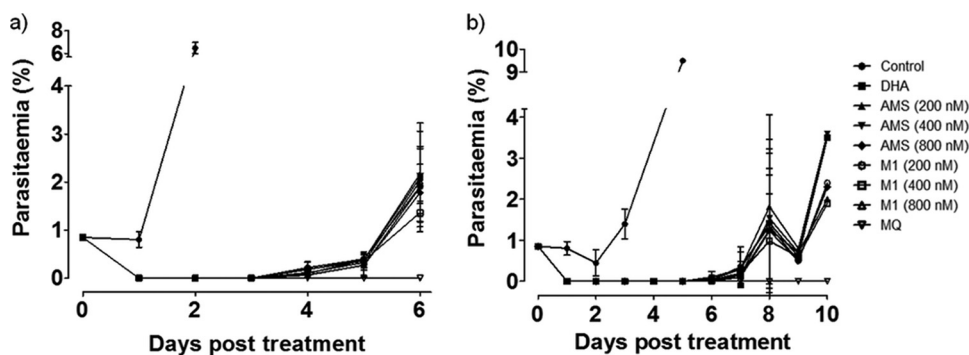 a)
8
6
4
3
2
1
0
Parasitaemia (%)
0 2 4 6
Days post treatment
b)
10
9
4
3
2
1
0
Parasitaemia (%)
0 2 4 6 8 10
Days post treatment
Control
DHA
AMS (200 nM)
AMS (400 nM)
AMS (800 nM)
M1 (200 nM)
M1 (400 nM)
M1 (800 nM)
MQ